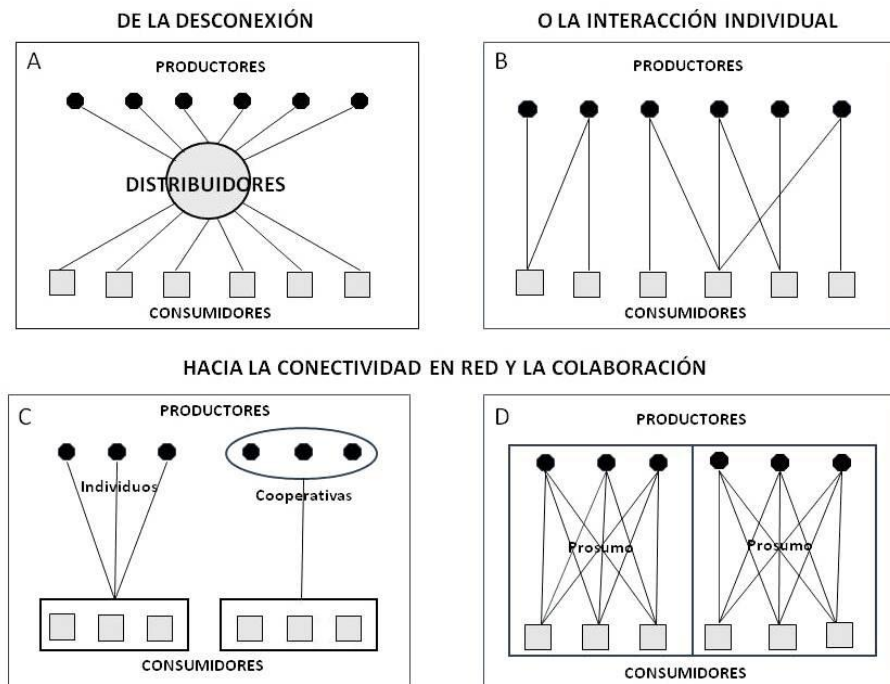 DE LA DESCONEXIÓN
O LA INTERACCIÓN INDIVIDUAL
A
PRODUCTORES
DISTRIBUIDORES
CONSUMIDORES
B
PRODUCTORES
CONSUMIDORES
HACIA LA CONECTIVIDAD EN RED Y LA COLABORACIÓN
C
PRODUCTORES
Individuos
Cooperativas
CONSUMIDORES
D
PRODUCTORES
Prosumo
Prosumo
CONSUMIDORES